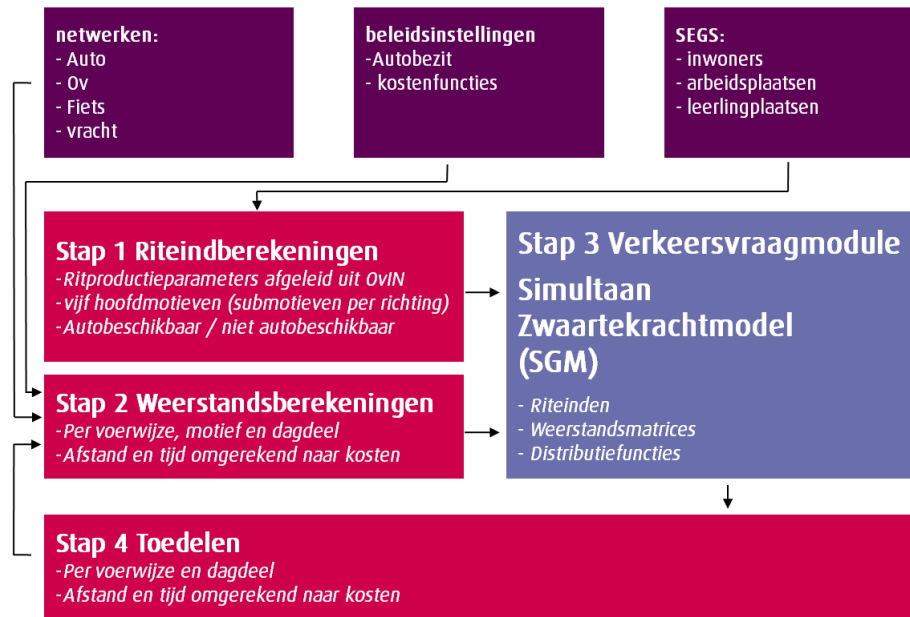 netwerken:
- Auto
- Ov
- Fiets
- vracht
beleidsinstellingen
-Autobezit
- kostenfuncties
SEGS:
- inwoners
- arbeidsplaatsen
- leerlingplaatsen
Stap 1 Riteindberekeningen
-Ritproductieparameters afgeleid uit OvIN
-vijf hoofdmotieven (submotieven per richting)
-Autobeschikbaar / niet autobeschikbaar
Stap 2 Weerstandsberekeningen
-Per voerwijze, motief en dagdeel
-Afstand en tijd omgerekend naar kosten
Stap 3 Verkeersvraagmodule
Simultaan
Zwaartekrachtmodel
(SGM)
- Riteinden
- Weerstandsmatrices
- Distributiefuncties
Stap 4 Toedelen
-Per voerwijze en dagdeel
-Afstand en tijd omgerekend naar kosten